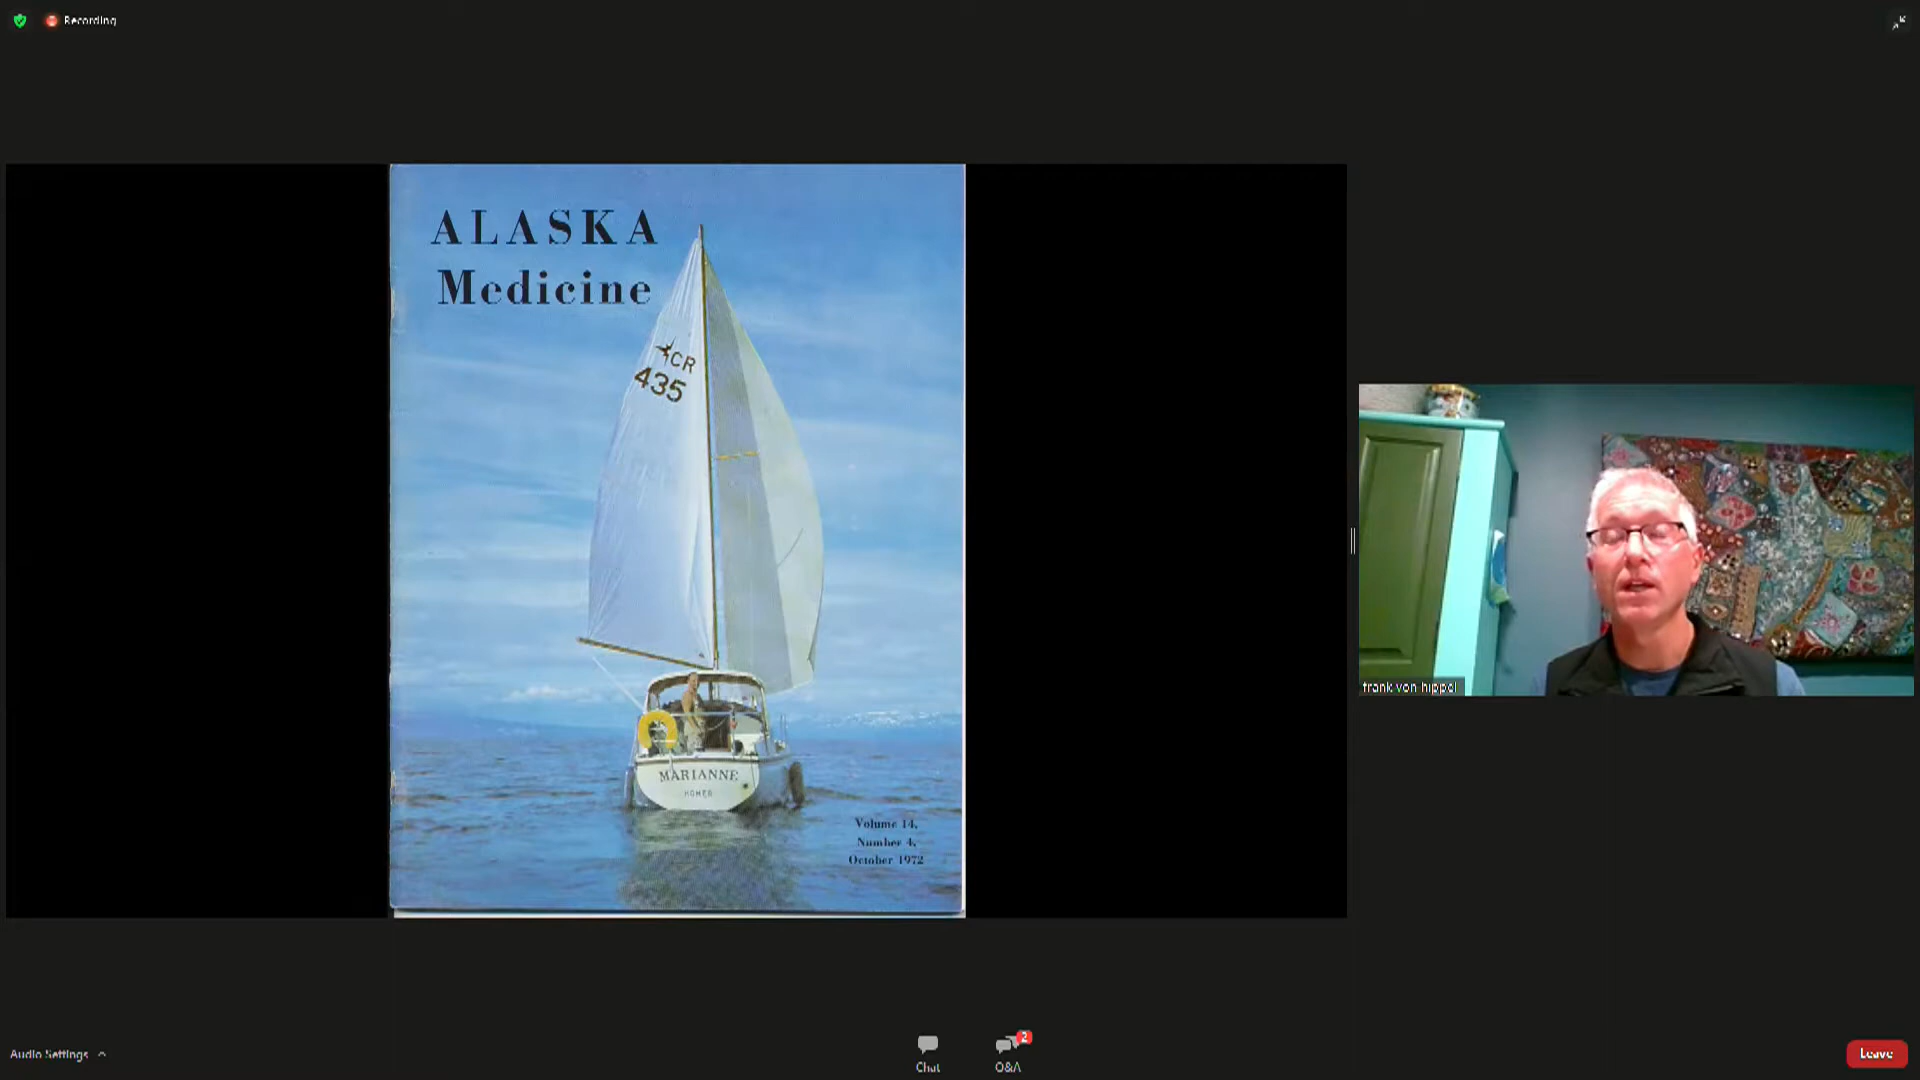 Recording
ALASKA
Medicine
CR
435
MARIANNE
HOMER
Volume 14,
Number 4,
October 1972
frank von hippel
Audio Settings
Chat
2
Q&A
Leave